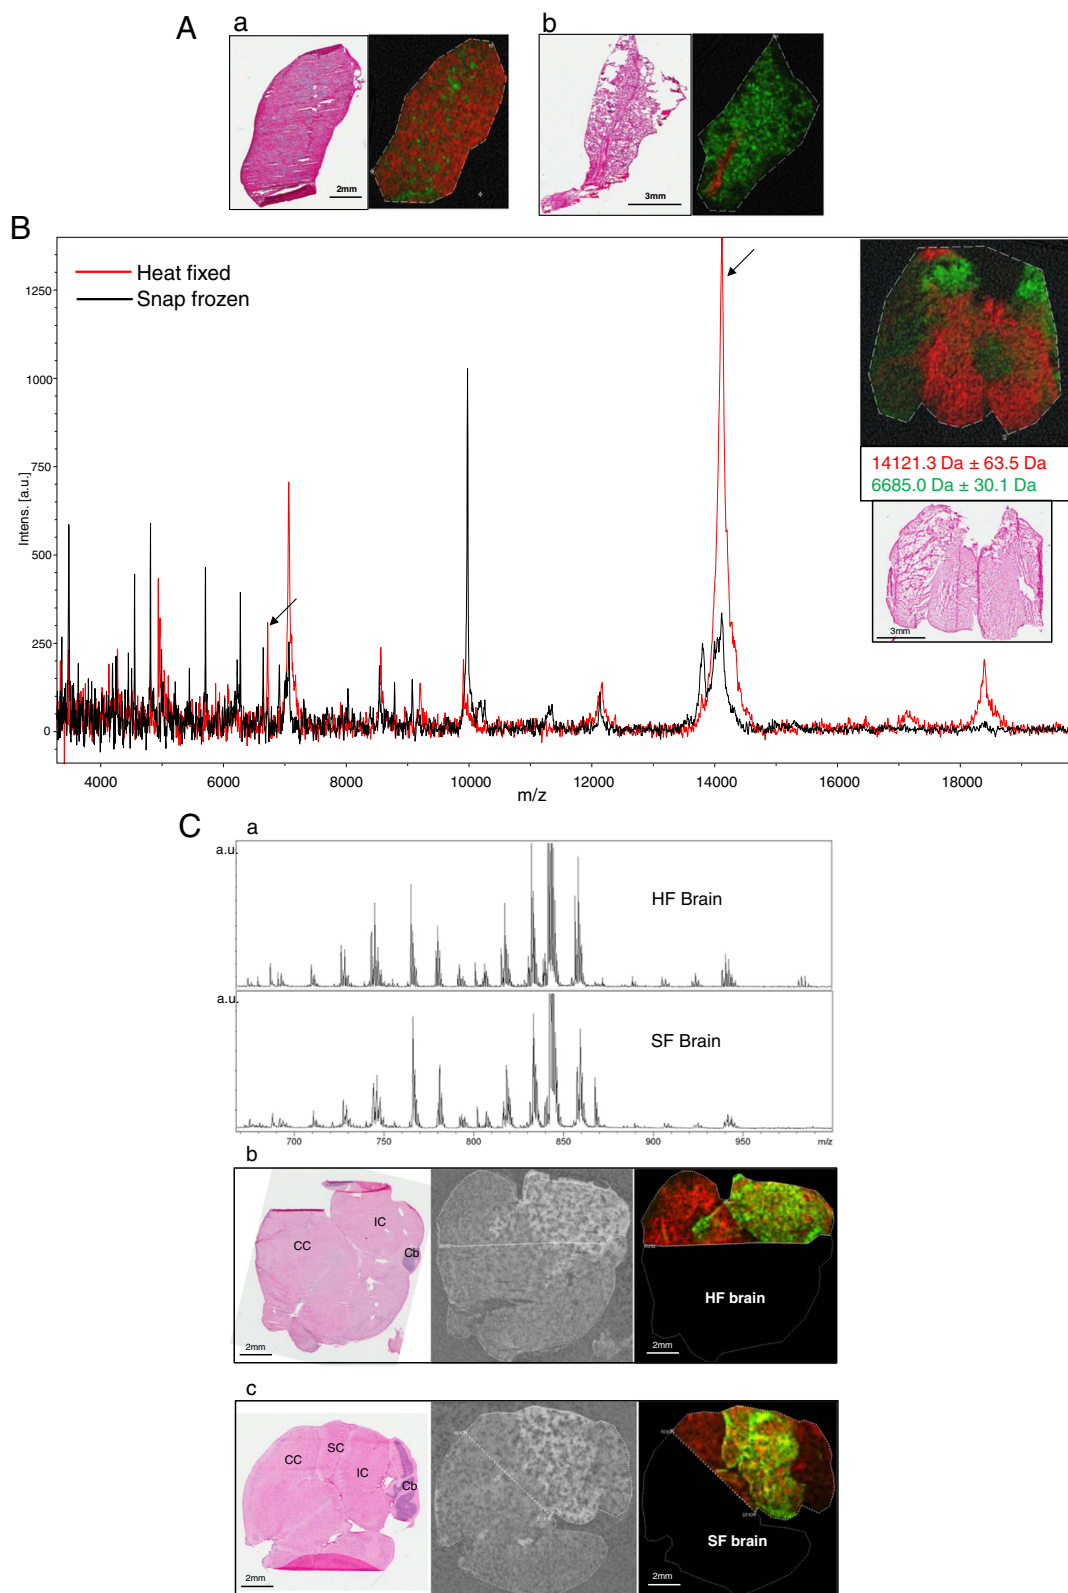 A
a
b
2mm
3mm
B
Heat fixed
Snap frozen
1250
1000
750
500
250
0
Intens. [a.u.]
4000 6000 8000 10000 12000 14000 16000 18000
m/z
14121.3 Da ± 63.5 Da
6685.0 Da ± 30.1 Da
3mm
C
a
a.u.
HF Brain
a.u.
SF Brain
700 750 800 850 900 950 m/z
b
IC
CC
Cb
2mm
HF brain
2mm
c
SC
CC
IC
Cb
2mm
SF brain
2mm